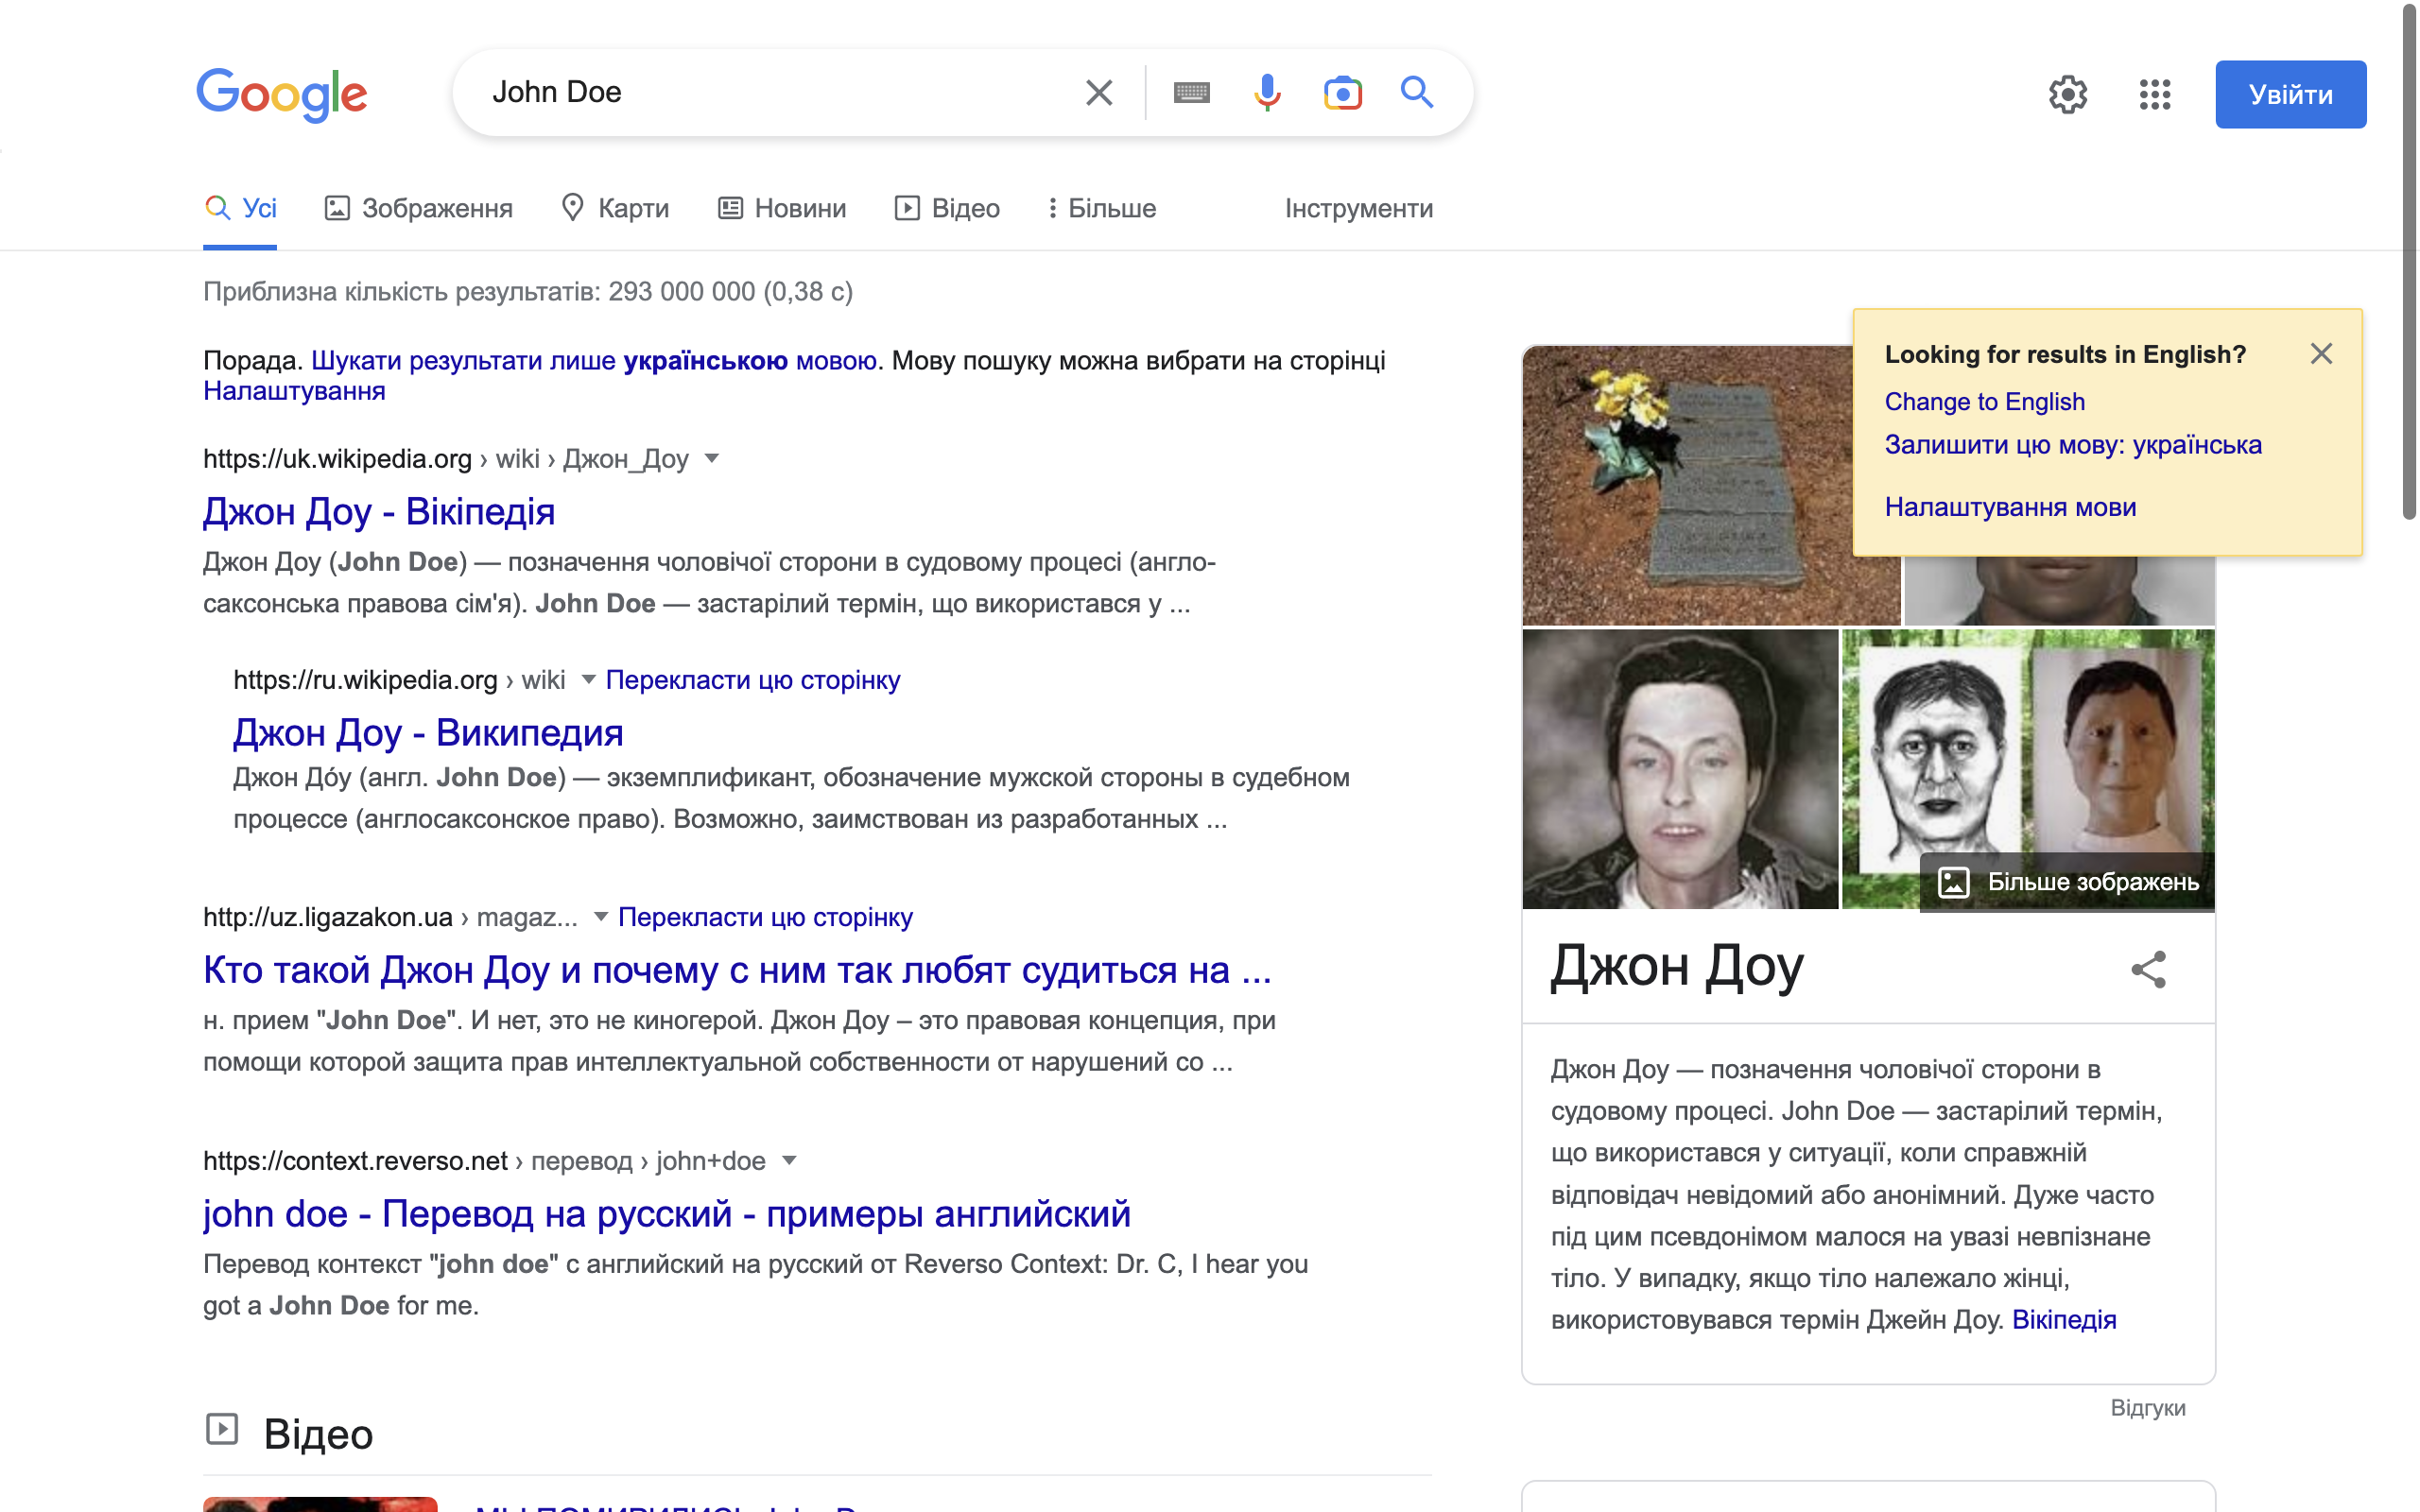 Google
John Doe
Увійти
Усі
Зображення
Карти
Новини
Відео
Більше
Інструменти
Приблизна кількість результатів: 293 000 000 (0,38 с)
Порада. Шукати результати лише українською мовою. Мову пошуку можна вибрати на сторінці
Налаштування
https://uk.wikipedia.org › wiki › Джон_Доу
Джон Доу - Вікіпедія
Джон Доу (John Doe) — позначення чоловічої сторони в судовому процесі (англо-
саксонська правова сім'я). John Doe — застарілий термін, що використався у ...
https://ru.wikipedia.org › wiki Перекласти цю сторінку
Джон Доу - Википедия
Джон До́у (англ. John Doe) — экземплификант, обозначение мужской стороны в судебном
процессе (англосаксонское право). Возможно, заимствован из разработанных ...
http://uz.ligazakon.ua › magaz... Перекласти цю сторінку
Кто такой Джон Доу и почему с ним так любят судиться на ...
н. прием "John Doe". И нет, это не киногерой. Джон Доу – это правовая концепция, при
помощи которой защита прав интеллектуальной собственности от нарушений со ...
https://context.reverso.net › перевод › john+doe
john doe - Перевод на русский - примеры английский
Перевод контекст "john doe" с английский на русский от Reverso Context: Dr. C, I hear you
got a John Doe for me.
Відео
Looking for results in English?
Change to English
Залишити цю мову: українська
Налаштування мови
Більше зображень
Джон Доу
Джон Доу — позначення чоловічої сторони в
судовому процесі. John Doe — застарілий термін,
що використався у ситуації, коли справжній
відповідач невідомий або анонімний. Дуже часто
під цим псевдонімом малося на увазі невпізнане
тіло. У випадку, якщо тіло належало жінці,
використовувався термін Джейн Доу. Вікіпедія
Відгуки